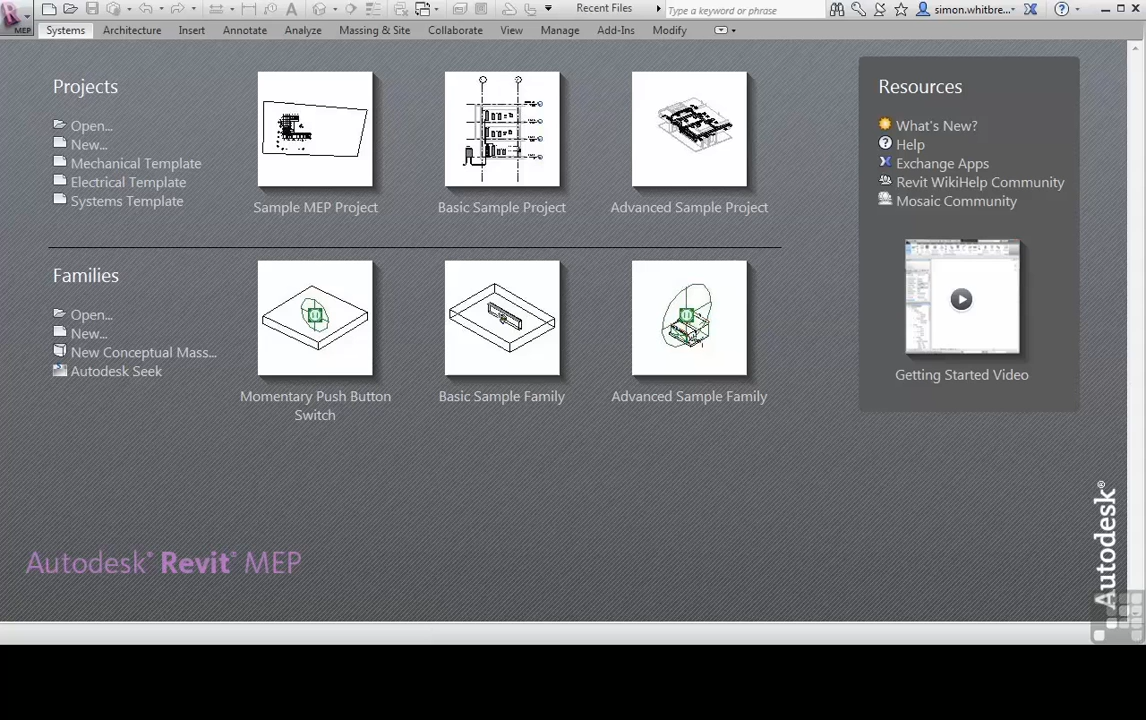 MEP
Recent Files
Type a keyword or phrase
simon.whitbre...
Systems
Architecture
Insert
Annotate
Analyze
Massing & Site
Collaborate
View
Manage
Add-Ins
Modify
Projects
Open...
New...
Mechanical Template
Electrical Template
Systems Template
Sample MEP Project
Basic Sample Project
Advanced Sample Project
Families
Open...
New...
New Conceptual Mass...
Autodesk Seek
Momentary Push Button
Switch
Basic Sample Family
Advanced Sample Family
Resources
What's New?
Help
Exchange Apps
Revit WikiHelp Community
Mosaic Community
Getting Started Video
Autodesk® Revit® MEP
Autodesk®